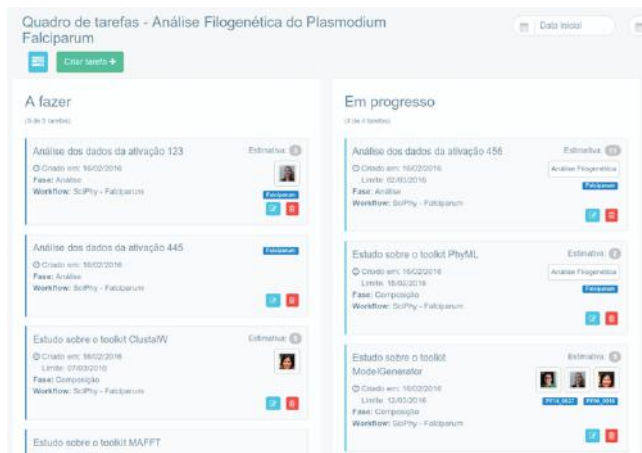 Quadro de tarefas - Análise Filogenética do Plasmodium
Falciparum
Data Inicial
Criar tarefa +
A fazer
Análise dos dados da ativação 123
Estimativa:
Criado em: 16/02/2016
Fase: Análise
Falciparum
Workflow: SciPhy - Falciparum
Análise dos dados da ativação 445
Falciparum
Criado em: 16/02/2016
Fase: Análise
Workflow: SciPhy - Falciparum
Estudo sobre o toolkit ClustalW
Estimativa:
Criado em: 16/02/2016
Limite: 07/03/2016
Fase: Composição
Workflow: SciPhy - Falciparum
Estudo sobre o toolkit MAFFT
Em progresso
Análise dos dados da ativação 456
Estimativa:
Criado em: 16/02/2016
Análise Filogenética
Limite: 02/03/2016
Falciparum
Fase: Análise
Workflow: SciPhy - Falciparum
Estudo sobre o toolkit PhyML
Estimativa:
Criado em: 16/02/2016
Análise Filogenética
Limite:
Falciparum
Fase: Composição
Workflow: SciPhy - Falciparum
Estudo sobre o toolkit
Estimativa:
ModelGenerator
Criado em: 16/02/2016
Limite: 12/03/2016
Fase: Composição
Workflow: SciPhy - Falciparum